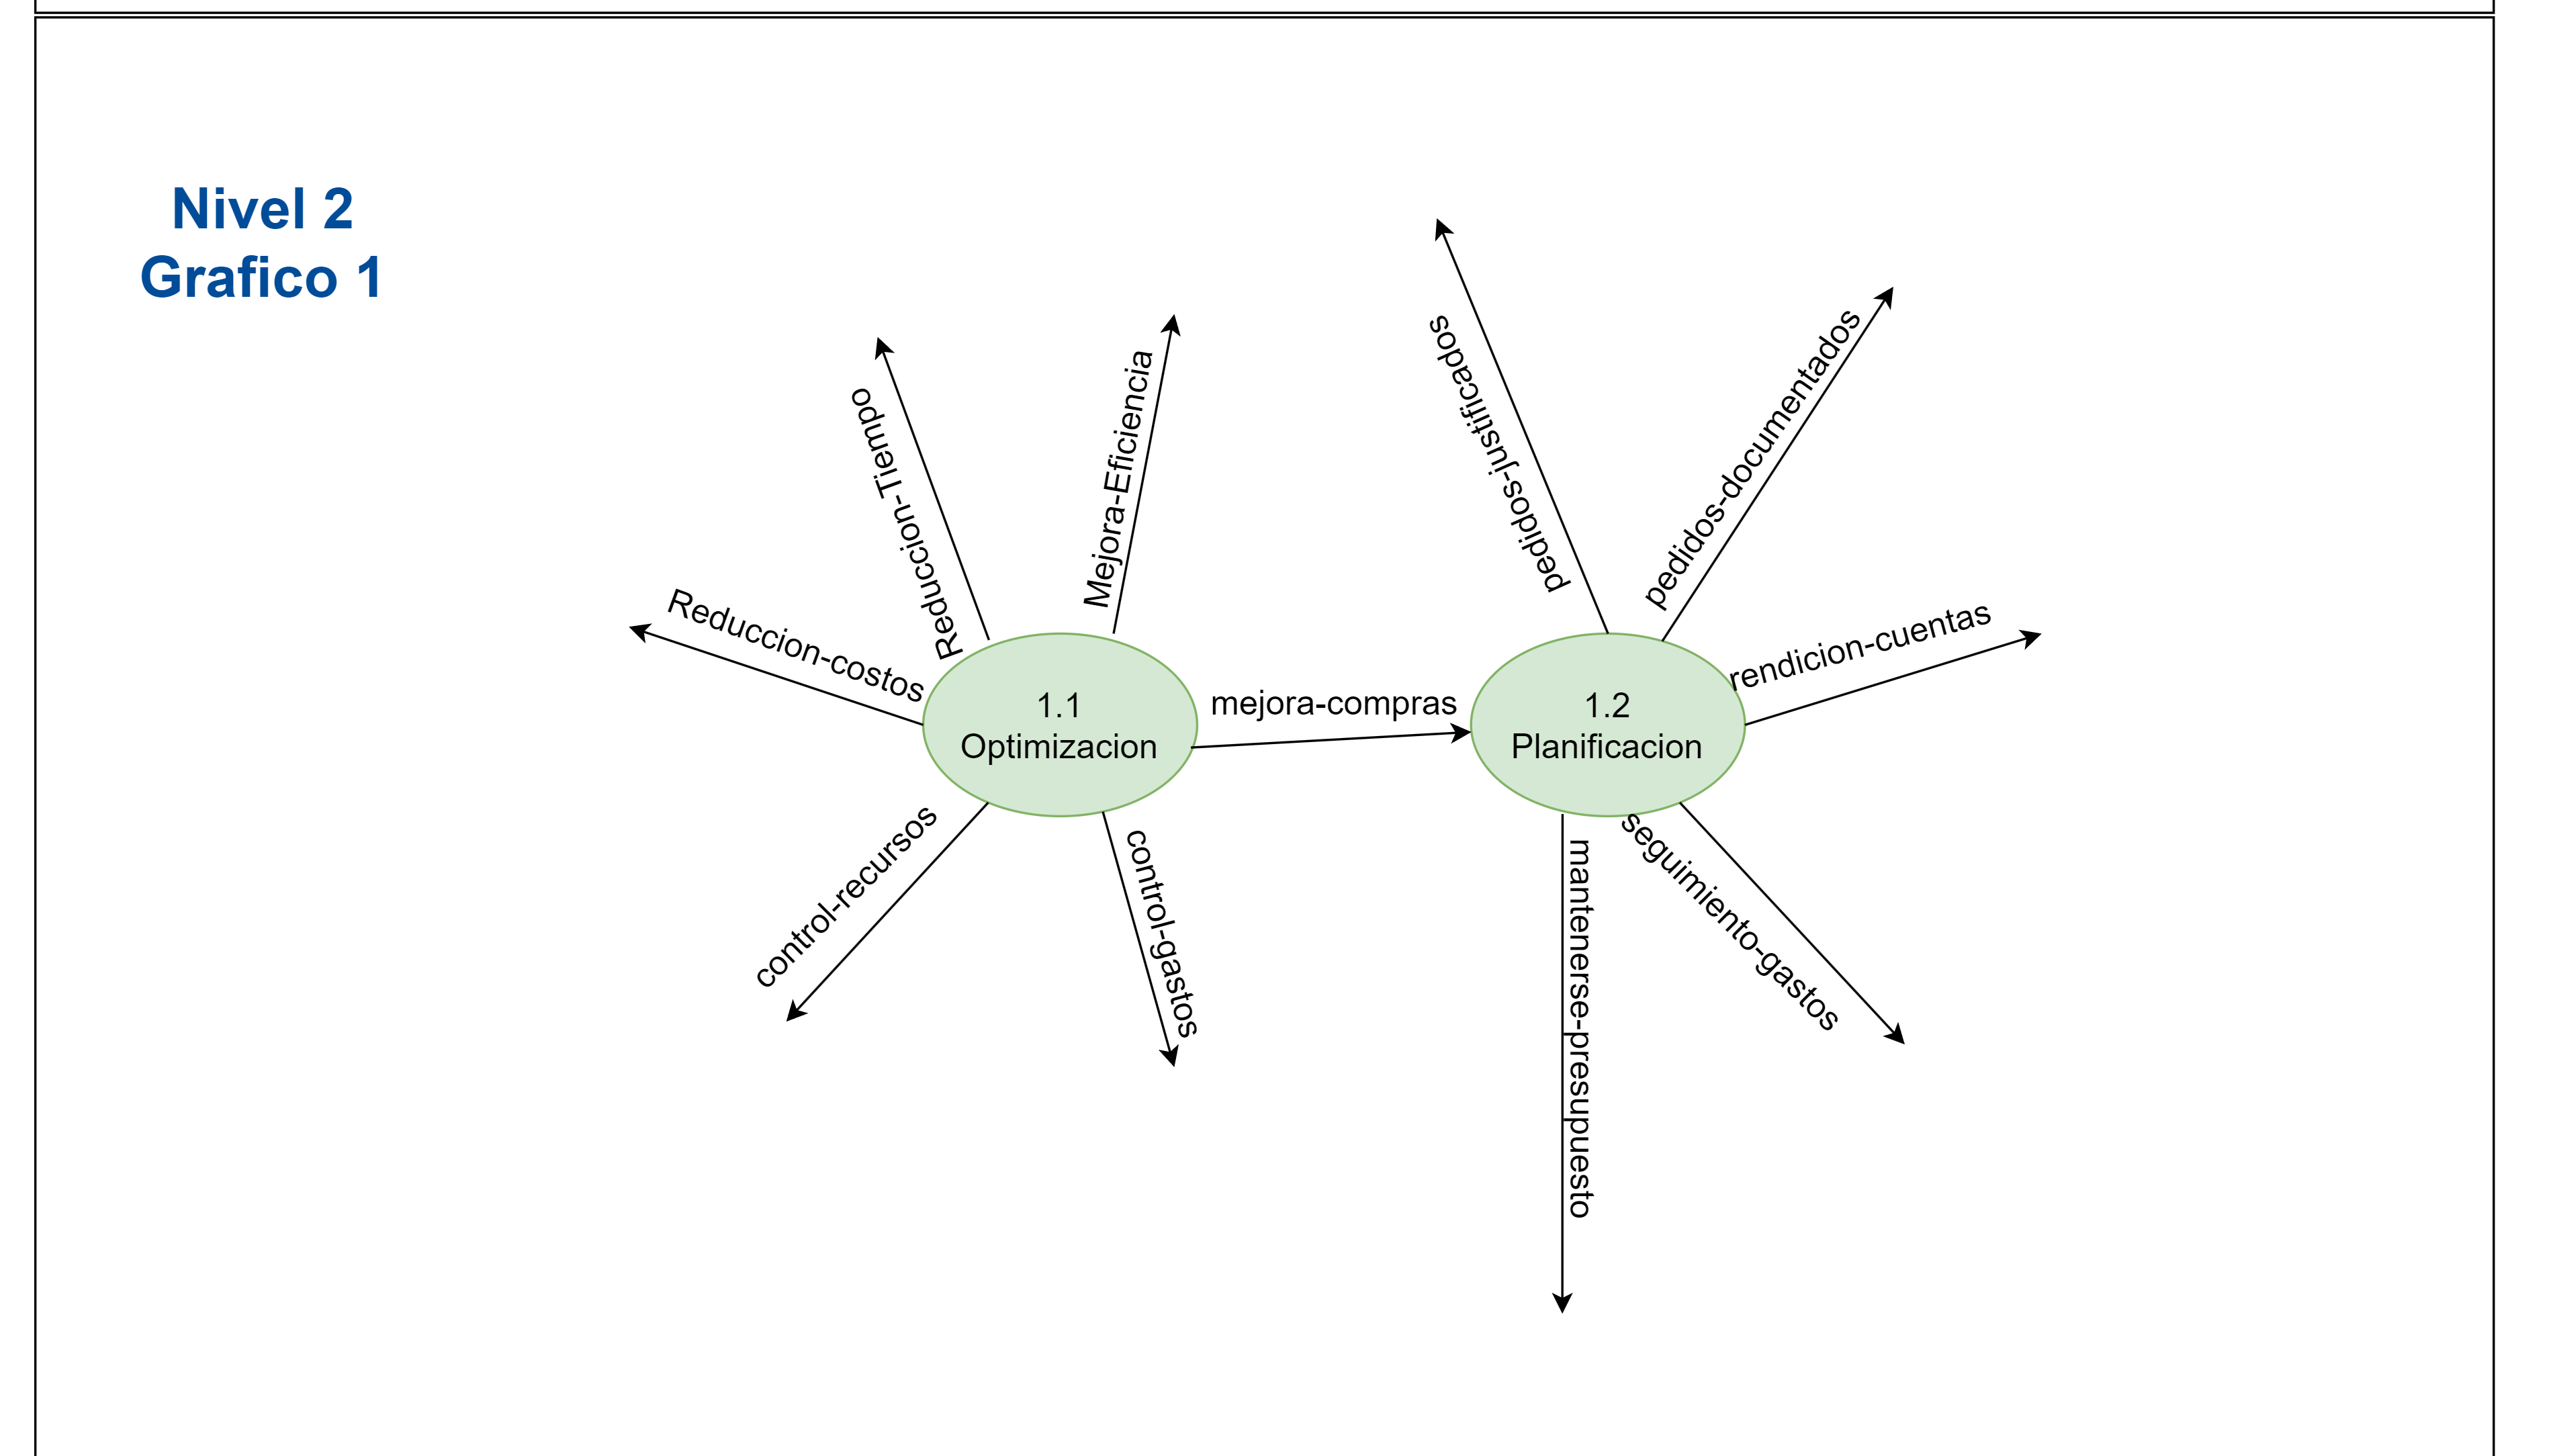 Nivel 2
Grafico 1
Reduccion-Tiempo
Mejora-Eficiencia
pedidos-justificados
pedidos-documentados
Reduccion-costos
rendicion-cuentas
1.1
Optimizacion
mejora-compras
1.2
Planificacion
control-recursos
control-gastos
mantenerse-presupuesto
seguimiento-gastos